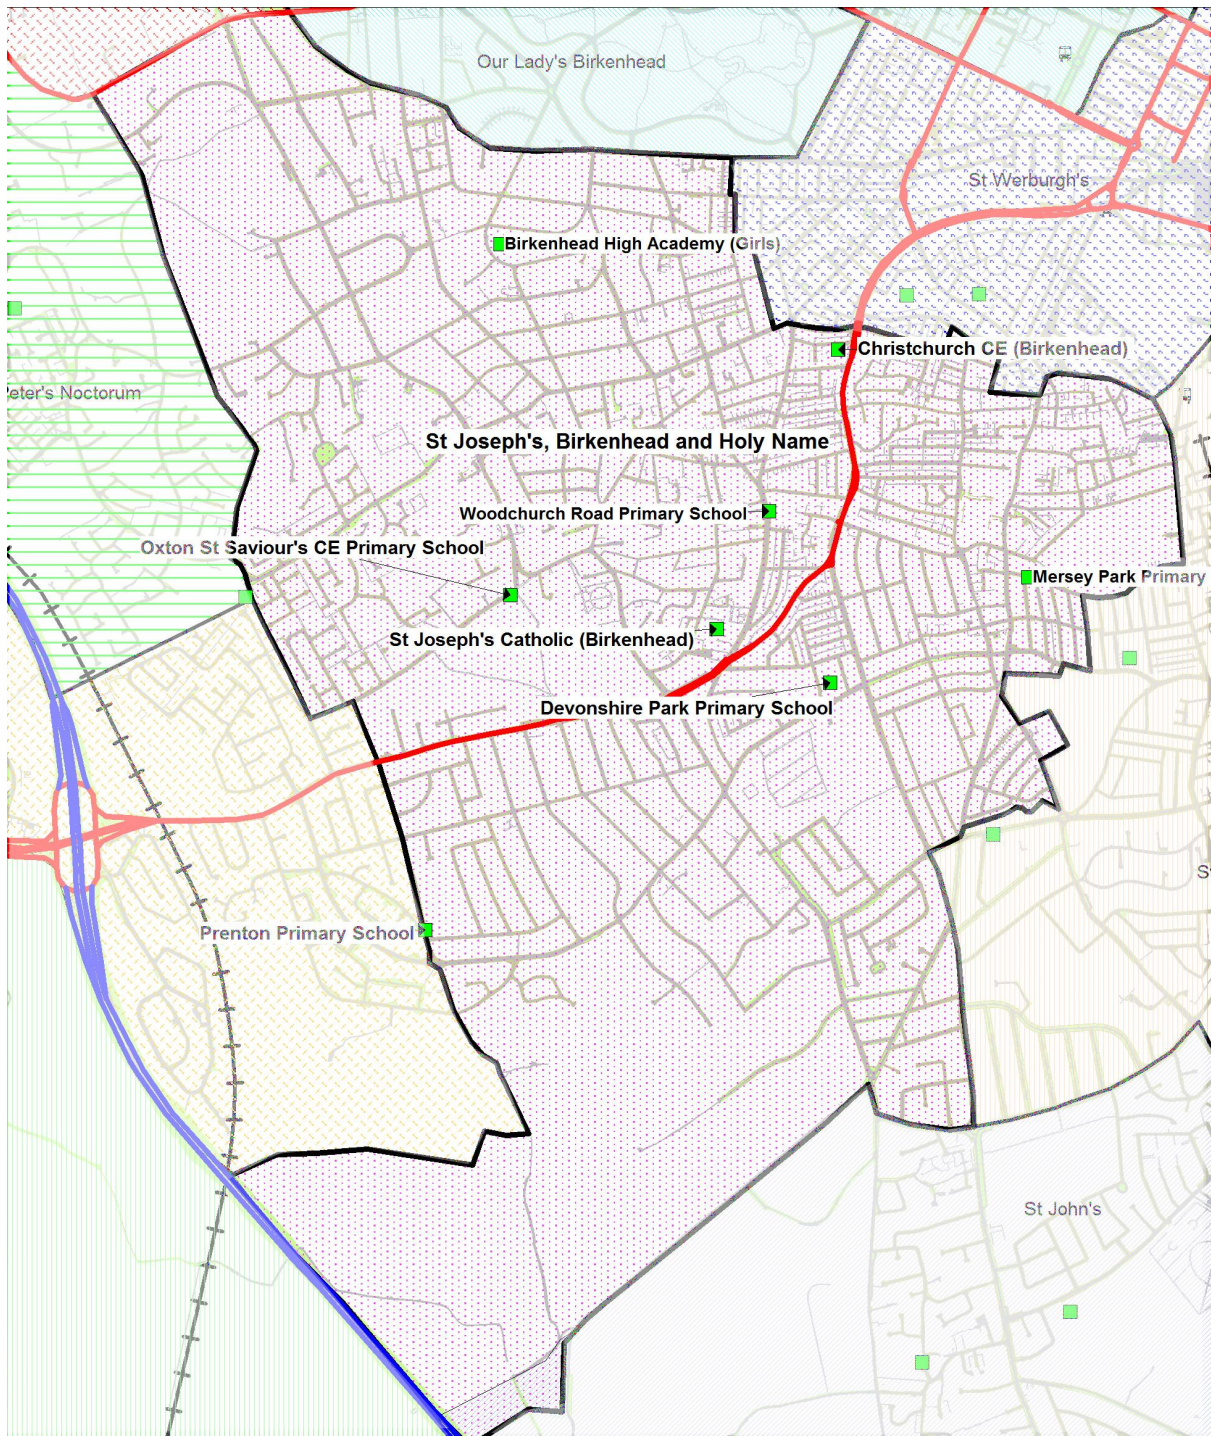 Our Lady's Birkenhead
St Werburgh's
Birkenhead High Academy (Girls)
Christchurch CE (Birkenhead)
eter's Noctorum
St Joseph's, Birkenhead and Holy Name
Woodchurch Road Primary School
Oxton St Saviour's CE Primary School
Mersey Park Primary
St Joseph's Catholic (Birkenhead)
Devonshire Park Primary School
S
Prenton Primary School
St John's